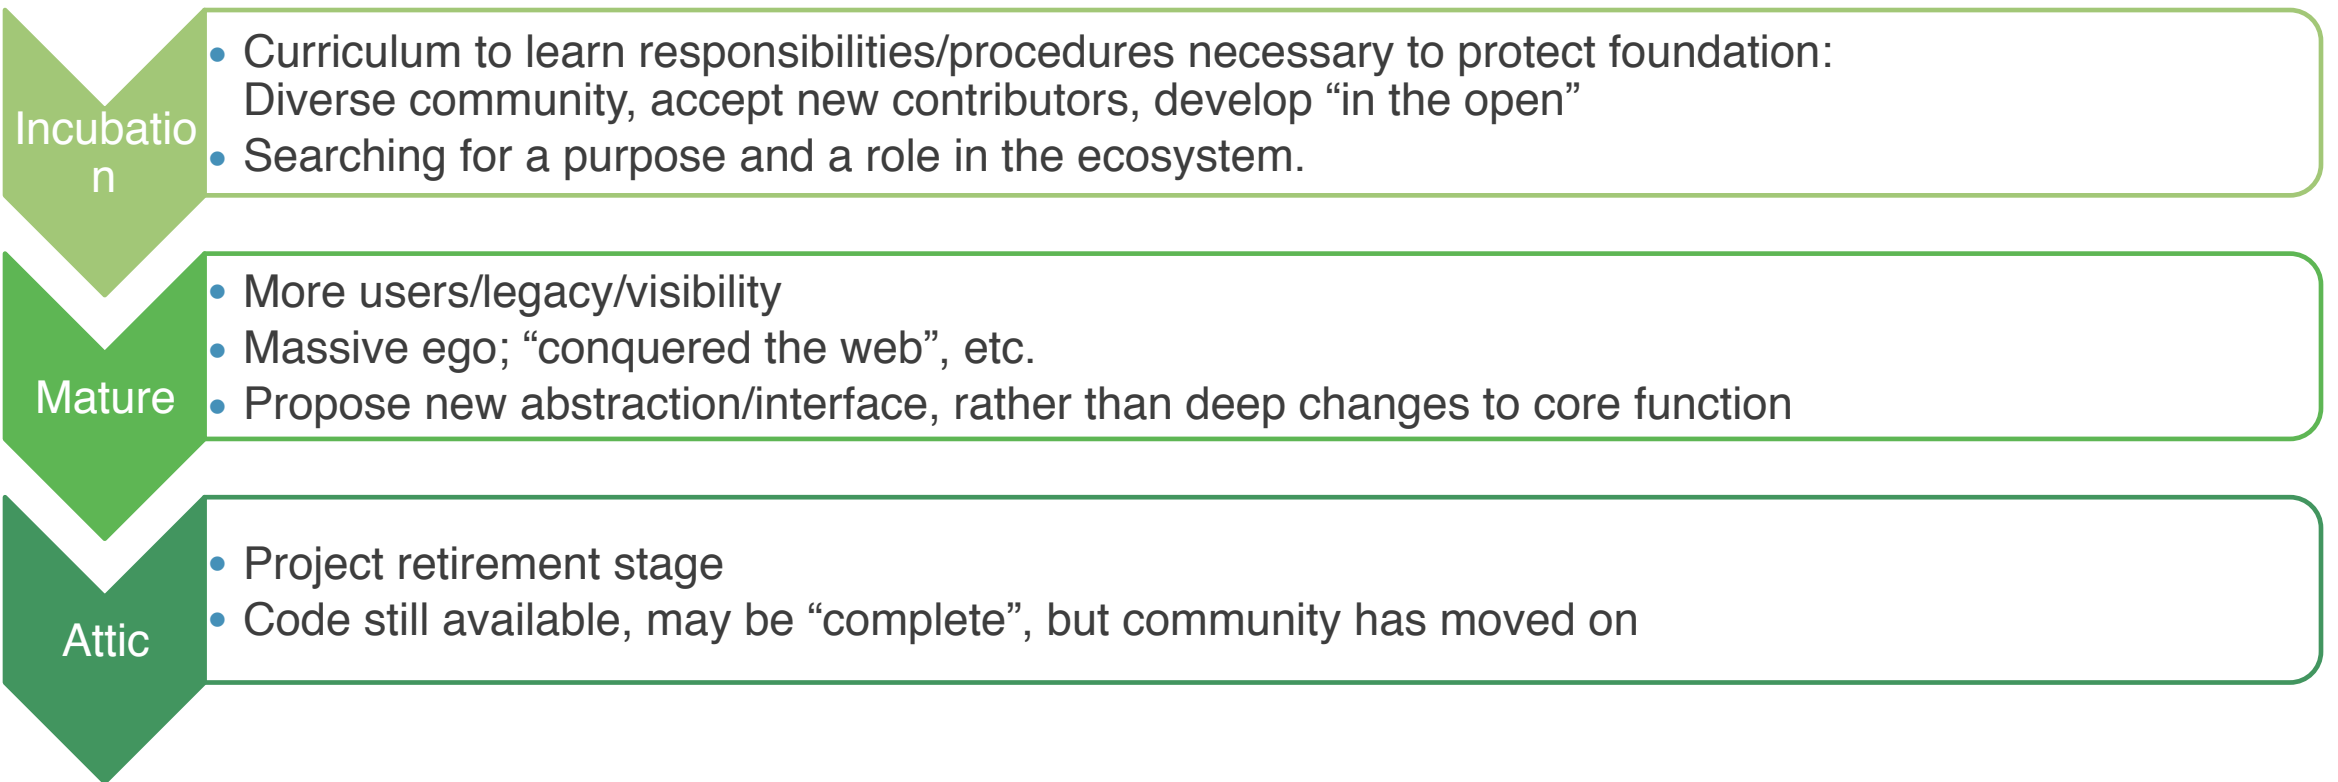 Incubatio
n
• Curriculum to learn responsibilities/procedures necessary to protect foundation:
Diverse community, accept new contributors, develop “in the open”
• Searching for a purpose and a role in the ecosystem.
Mature
• More users/legacy/visibility
• Massive ego; “conquered the web”, etc.
• Propose new abstraction/interface, rather than deep changes to core function
Attic
• Project retirement stage
• Code still available, may be “complete”, but community has moved on